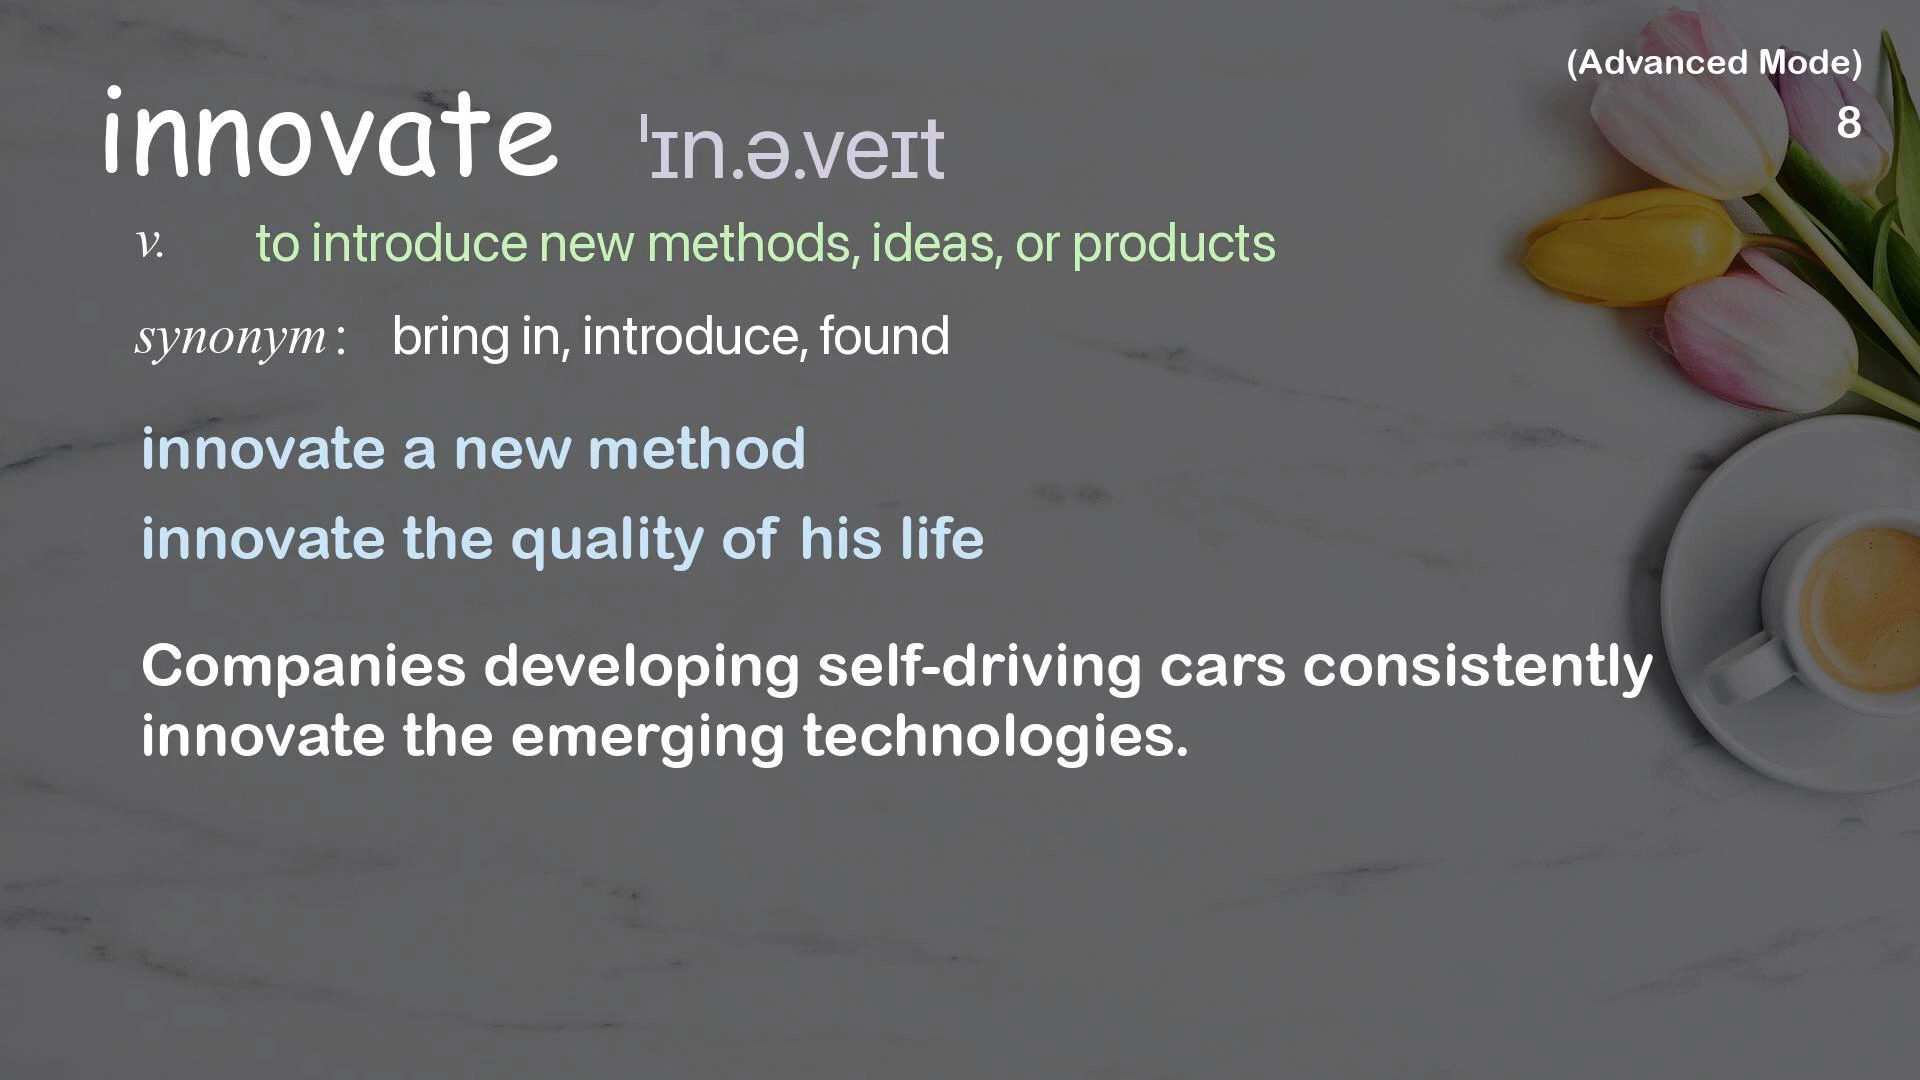 (Advanced Mode)
8
innovate ˈɪn.ə.veɪt
v. to introduce new methods, ideas, or products
synonym: bring in, introduce, found
innovate a new method
innovate the quality of his life
Companies developing self-driving cars consistently
innovate the emerging technologies.